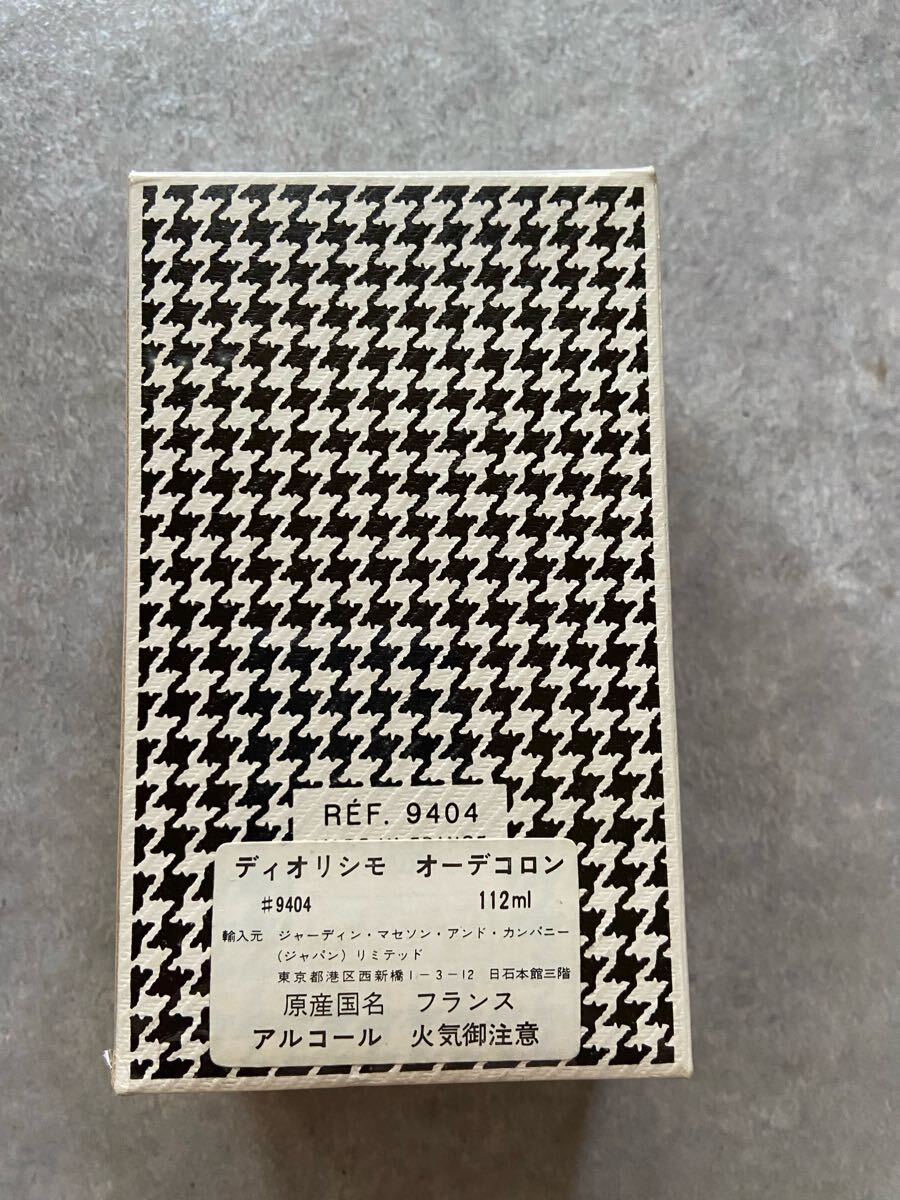 RÉF. 9404
ディオリシモ オーデコロン
♯9404 112ml
輸入元 ジャーディン・マセソン・アンド・カンパニー
(ジャパン) リミテッド
東京都港区西新橋1-3-12 日石本館三階
原産国名 フランス
アルコール 火気御注意